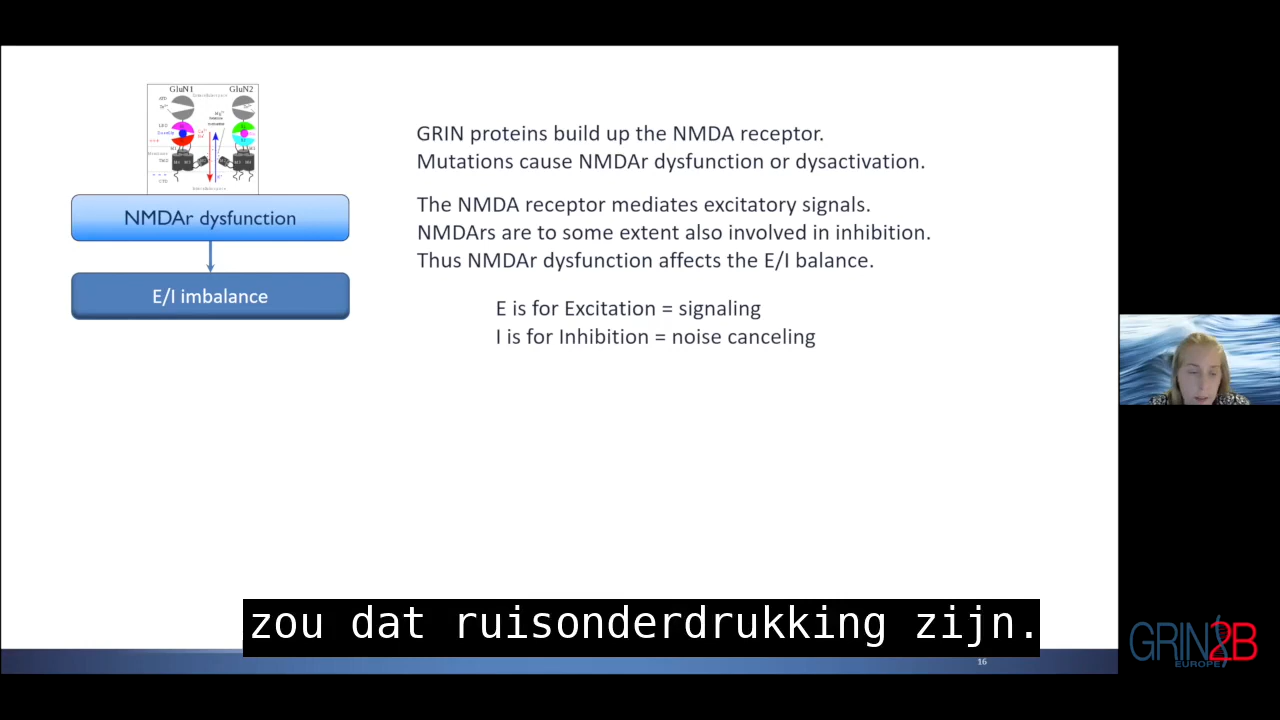 GluN1
GluN2
NMDAr dysfunction
E/I imbalance
GRIN proteins build up the NMDA receptor.
Mutations cause NMDAr dysfunction or dysactivation.
The NMDA receptor mediates excitatory signals.
NMDArs are to some extent also involved in inhibition.
Thus NMDAr dysfunction affects the E/I balance.
E is for Excitation = signaling
I is for Inhibition = noise canceling
zou dat ruisonderdrukking zijn.
16
GRIN2B
EUROPE